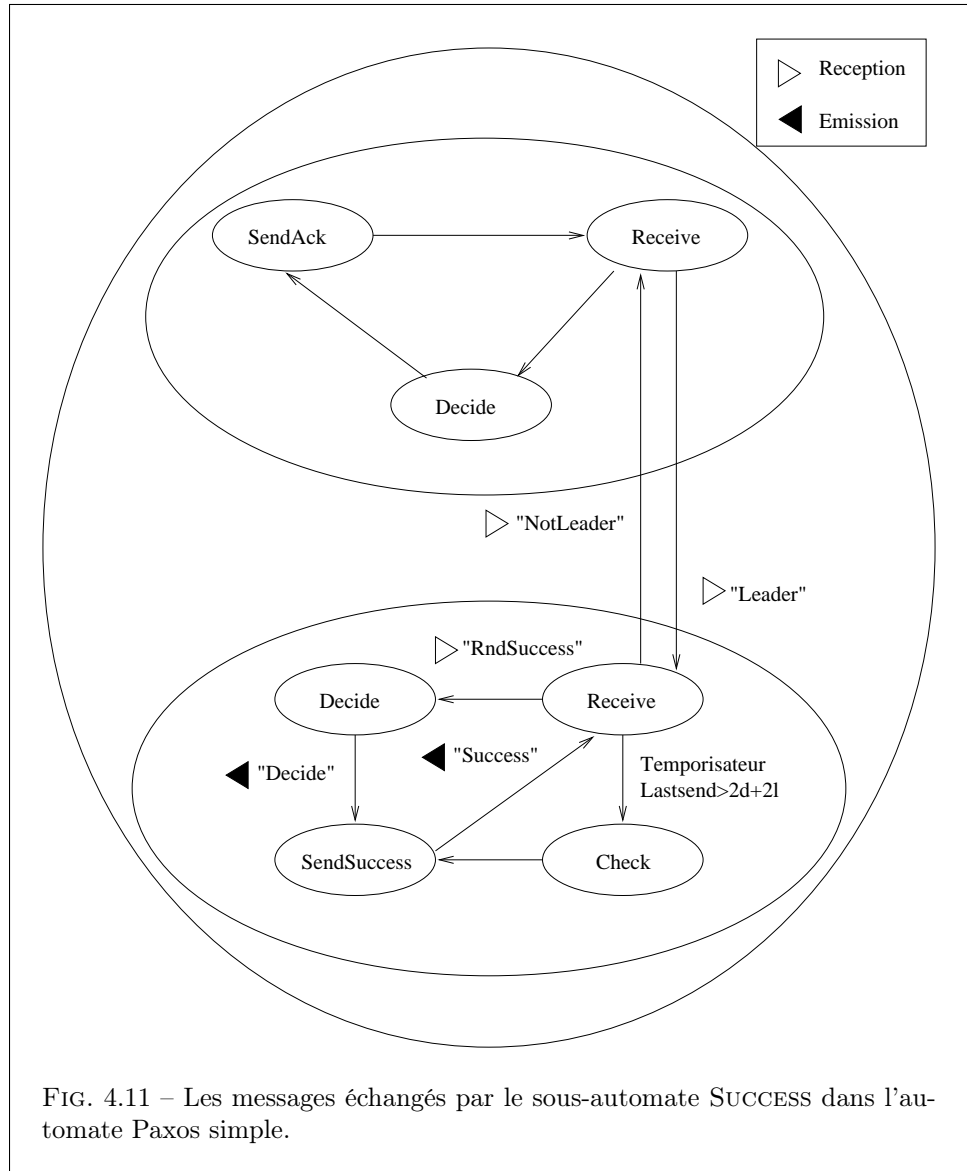 Reception
Emission
SendAck
Receive
Decide
"NotLeader"
"Leader"
"RndSuccess"
Decide
Receive
"Success"
"Decide"
Temporisateur
Lastsend>2d+2l
SendSuccess
Check
FIG. 4.11 – Les messages échangés par le sous-automate SUCCESS dans l'au-
tomate Paxos simple.